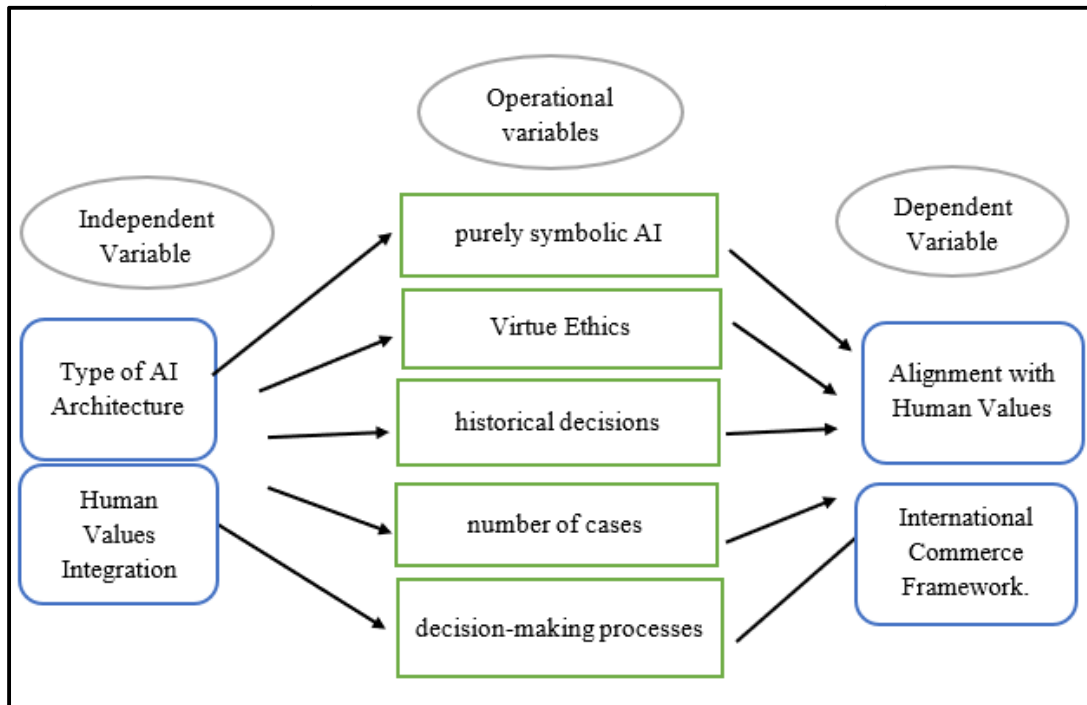 Operational
variables
Independent
Variable
Dependent
Variable
purely symbolic AI
Virtue Ethics
historical decisions
number of cases
decision-making processes
Type of AI
Architecture
Human
Values
Integration
Alignment with
Human Values
International
Commerce
Framework.